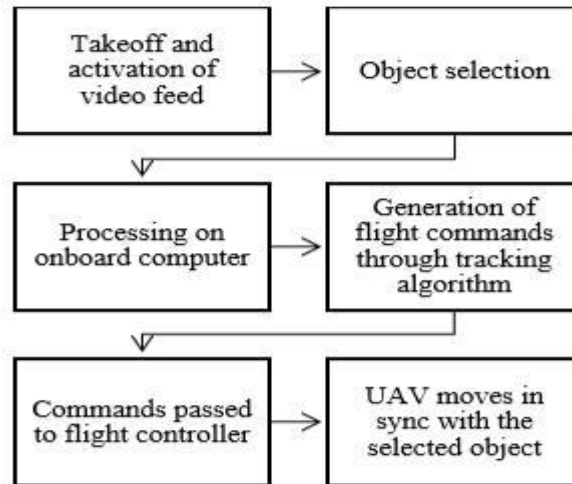 Takeoff and
activation of
video feed
Object selection
Processing on
onboard computer
Generation of
flight commands
through tracking
algorithm
Commands passed
to flight controller
UAV moves in
sync with the
selected object